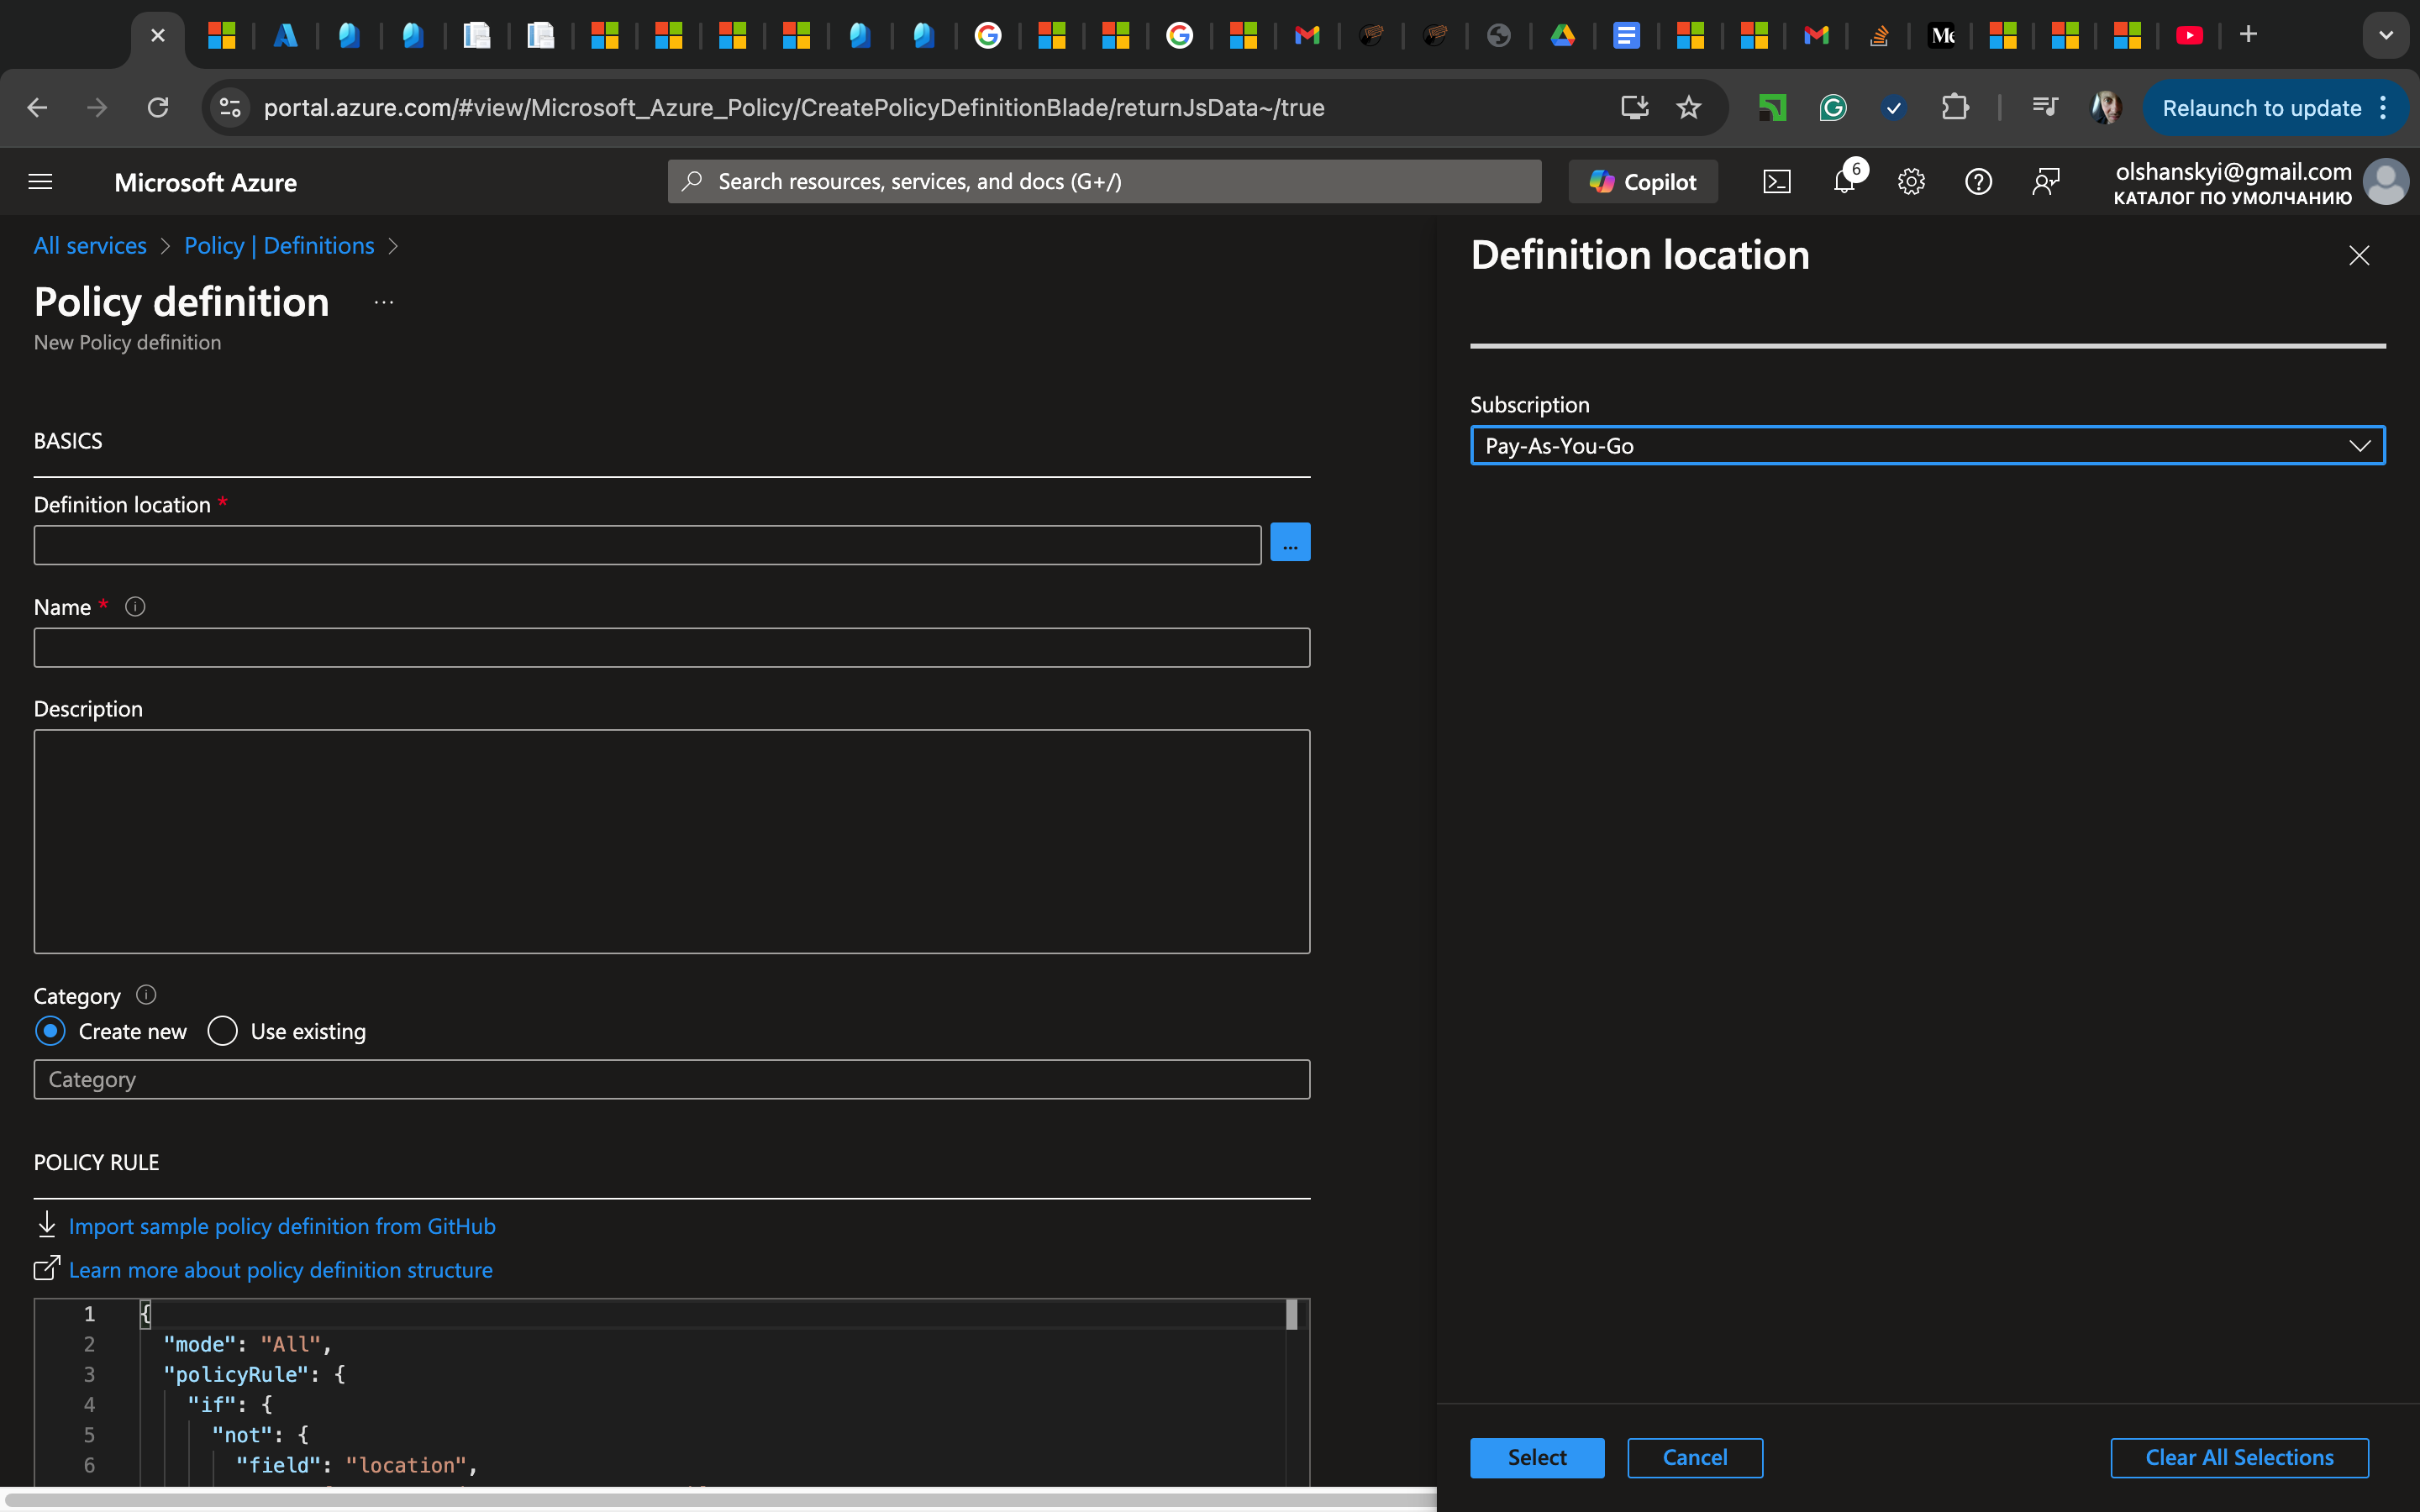 portal.azure.com/#view/Microsoft_Azure_Policy/CreatePolicyDefinitionBlade/returnJsData~/true
Relaunch to update
Microsoft Azure
Search resources, services, and docs (G+/)
Copilot
6
olshanskyi@gmail.com
КАТАЛОГ ПО УМОЛЧАНИЮ
All services > Policy | Definitions >
Policy definition ...
New Policy definition
BASICS
Definition location *
...
Name *
Description
Category
Create new
Use existing
Category
POLICY RULE
Import sample policy definition from GitHub
Learn more about policy definition structure
1 {
2 "mode": "All",
3 "policyRule": {
4 "if": {
5 "not": {
6 "field": "location",
Definition location
Subscription
Pay-As-You-Go
Select
Cancel
Clear All Selections